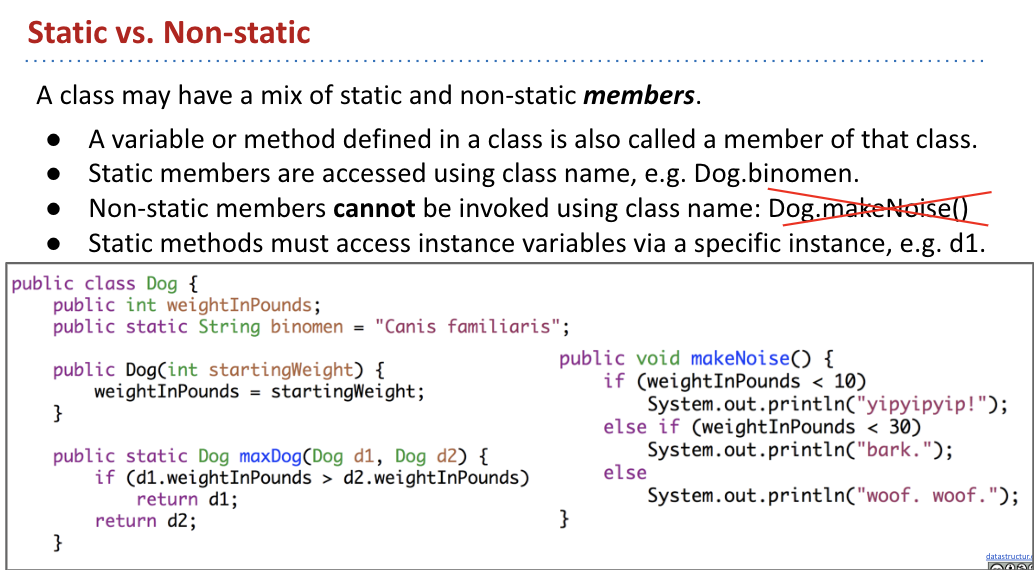 Static vs. Non-static
A class may have a mix of static and non-static members.
● A variable or method defined in a class is also called a member of that class.
● Static members are accessed using class name, e.g. Dog.binomen.
● Non-static members cannot be invoked using class name: Dog.makeNoise()
● Static methods must access instance variables via a specific instance, e.g. d1.
public class Dog {
    public int weightInPounds;
    public static String binomen = "Canis familiaris";

    public Dog(int startingWeight) {
        weightInPounds = startingWeight;
    }

    public static Dog maxDog(Dog d1, Dog d2) {
        if (d1.weightInPounds > d2.weightInPounds)
            return d1;
        return d2;
    }

public void makeNoise() {
    if (weightInPounds < 10)
        System.out.println("yipyipyip!");
    else if (weightInPounds < 30)
        System.out.println("bark.");
    else
        System.out.println("woof. woof.");
}